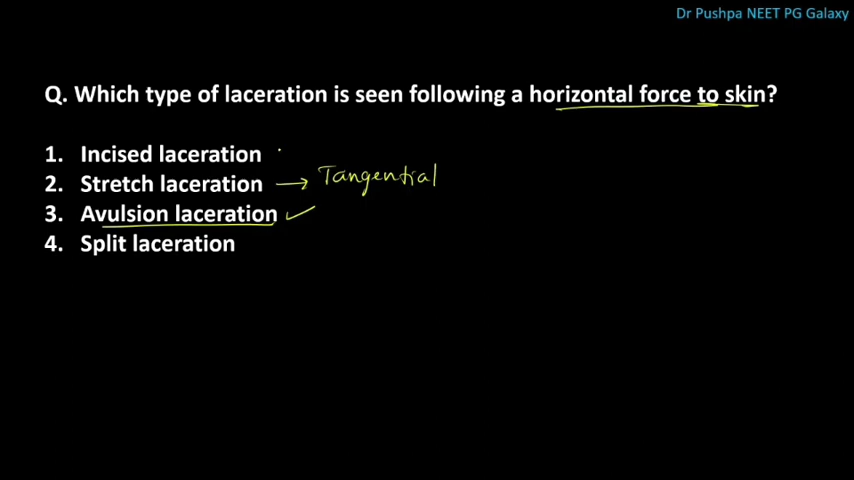 Dr Pushpa NEET PG Galaxy
Q. Which type of laceration is seen following a horizontal force to skin?
1. Incised laceration
2. Stretch laceration → Tangential
3. Avulsion laceration ✓
4. Split laceration